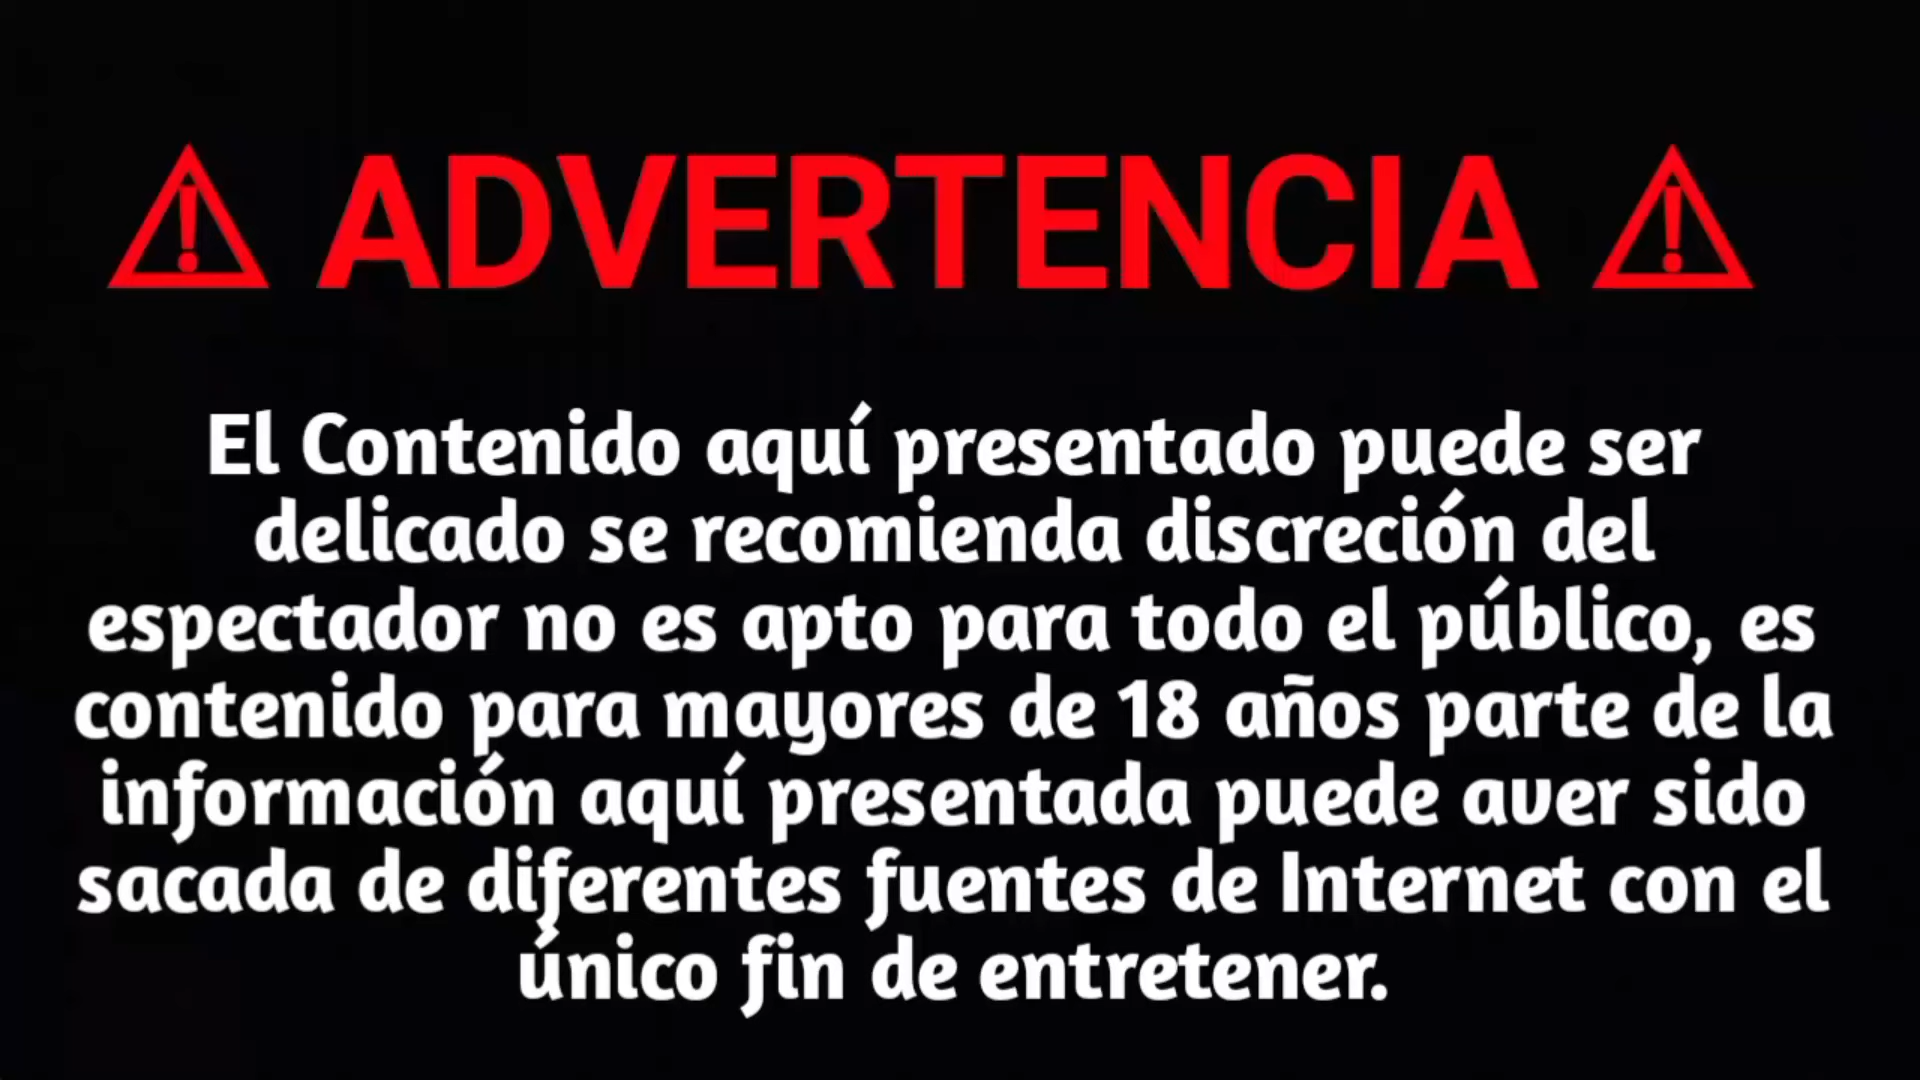 ⚠ ADVERTENCIA ⚠
El Contenido aquí presentado puede ser
delicado se recomienda discreción del
espectador no es apto para todo el público, es
contenido para mayores de 18 años parte de la
información aquí presentada puede aver sido
sacada de diferentes fuentes de Internet con el
único fin de entretener.